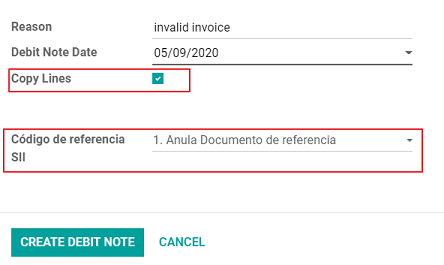 Reason invalid invoice
Debit Note Date 05/09/2020
Copy Lines
Código de referencia SII 1. Anula Documento de referencia
CREATE DEBIT NOTE CANCEL